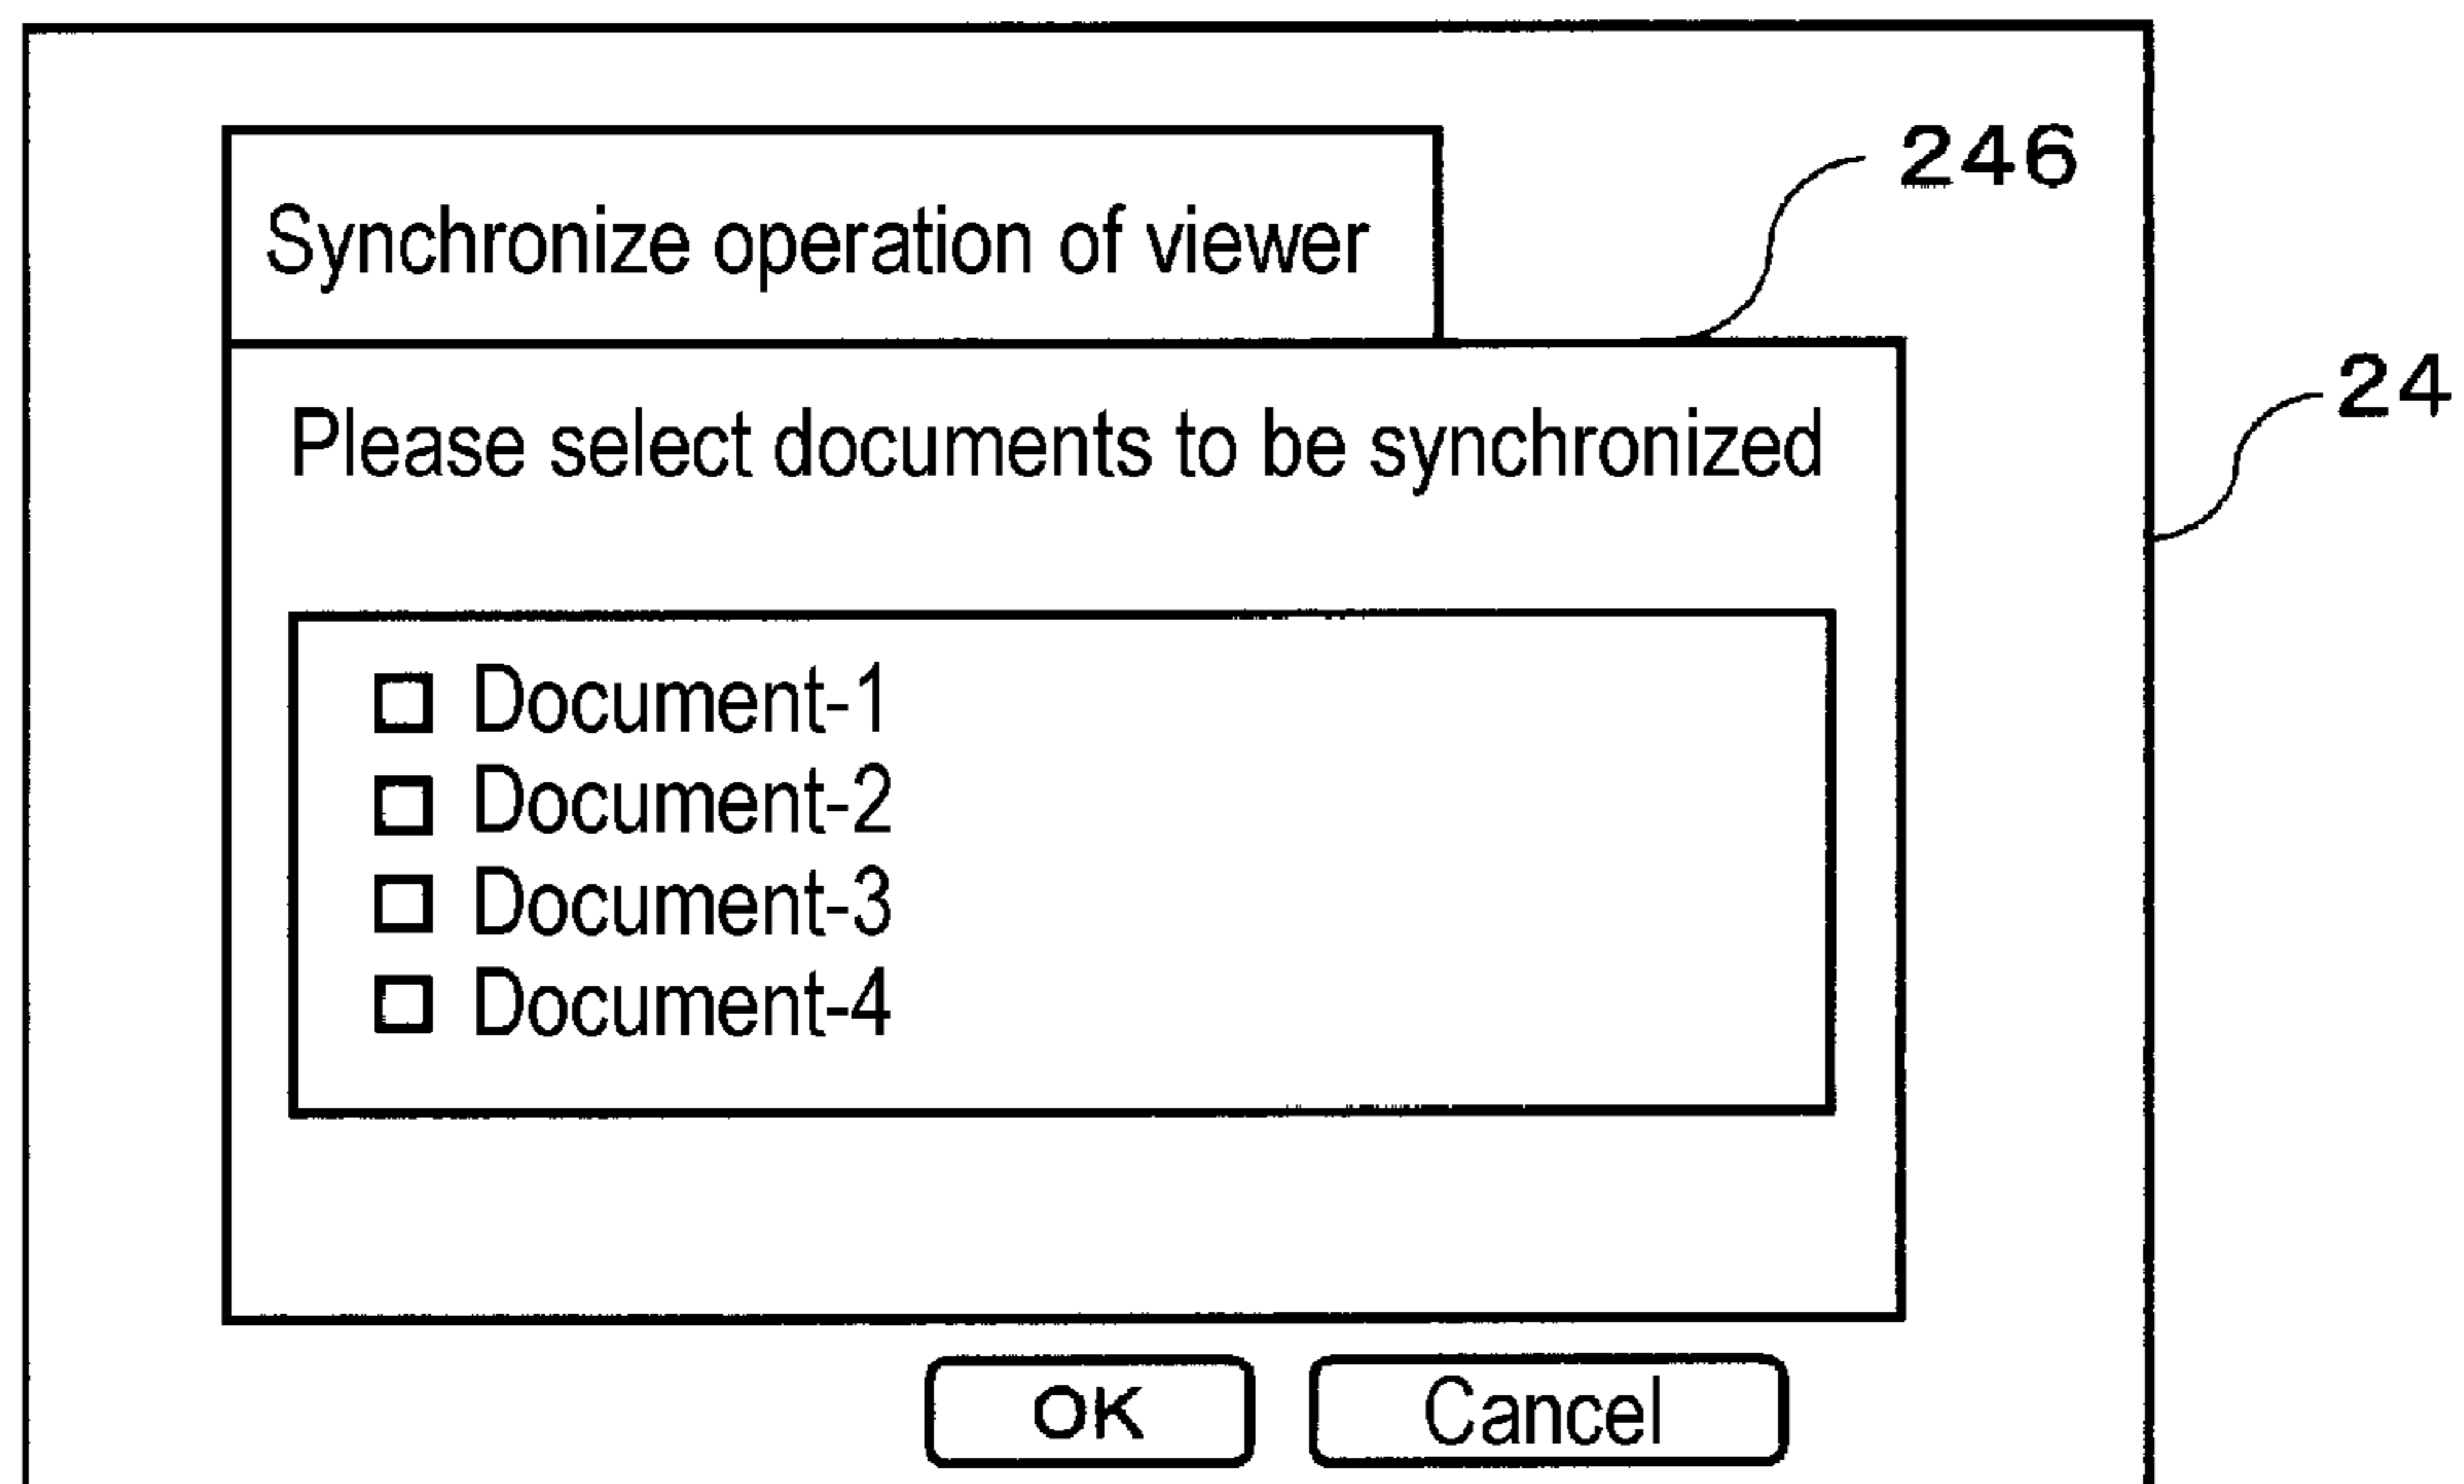 246
Synchronize operation of viewer
24
Please select documents to be synchronized
Document-1
Document-2
Document-3
Document-4
OK Cancel